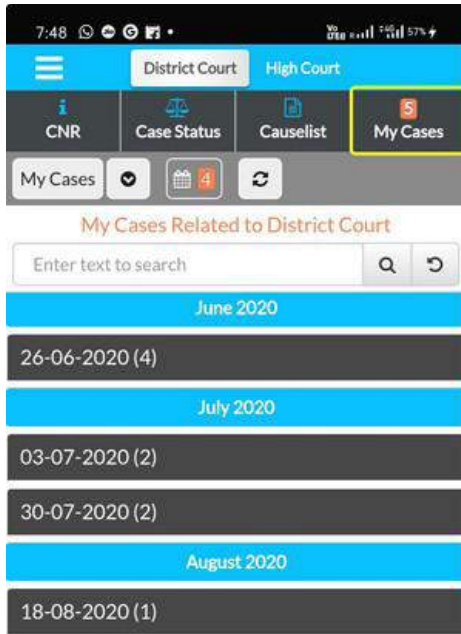 7:48 57%
District Court High Court
i 5
CNR Case Status Causelist My Cases
My Cases 4
My Cases Related to District Court
Enter text to search
June 2020
26-06-2020 (4)
July 2020
03-07-2020 (2)
30-07-2020 (2)
August 2020
18-08-2020 (1)